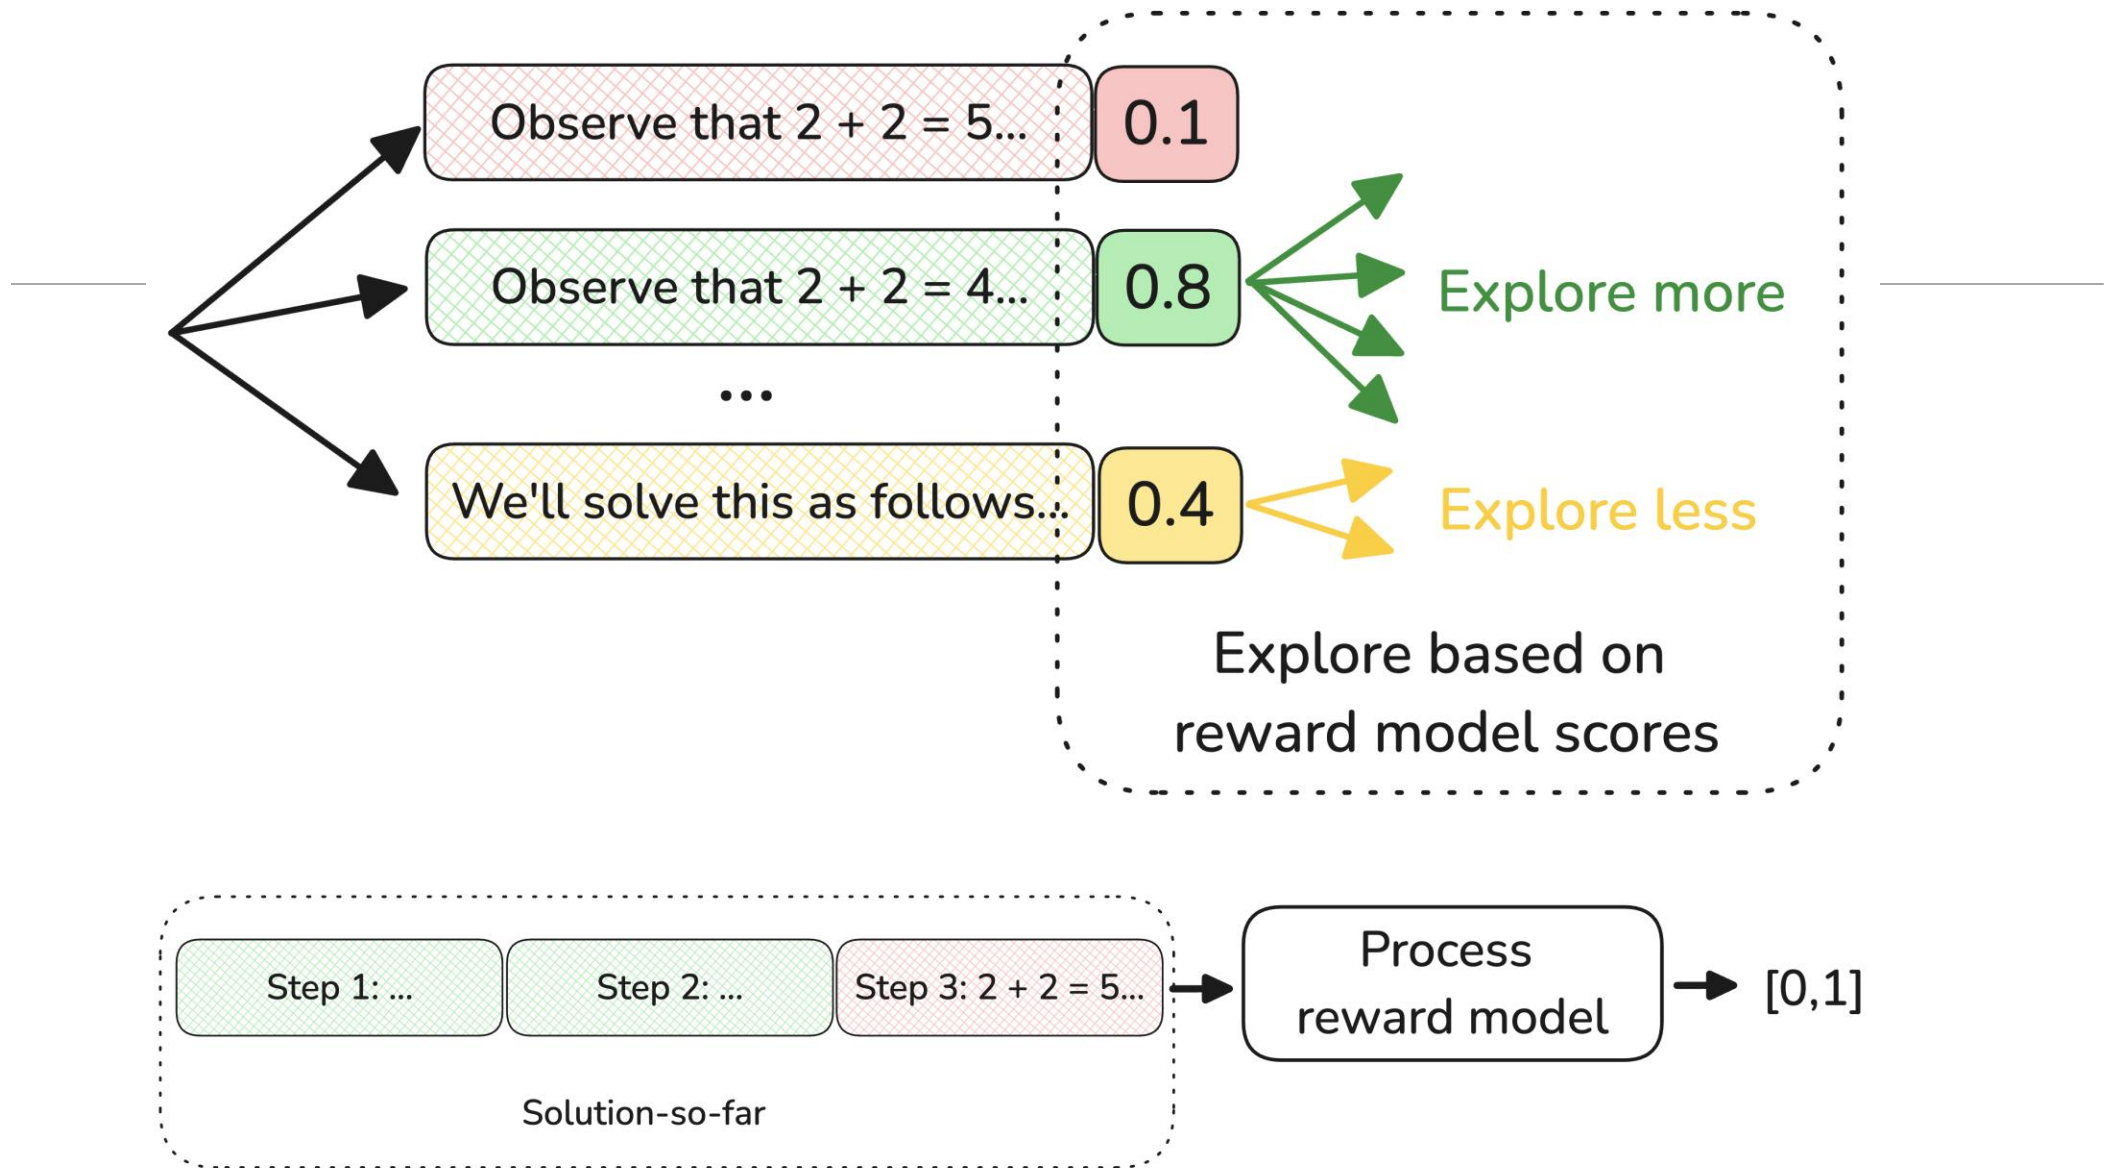 Observe that 2 + 2 = 5...
0.1
Observe that 2 + 2 = 4...
0.8
Explore more
...
We'll solve this as follows...
0.4
Explore less
Explore based on
reward model scores
Step 1: ...
Step 2: ...
Step 3: 2 + 2 = 5...
Process
reward model
[0,1]
Solution-so-far